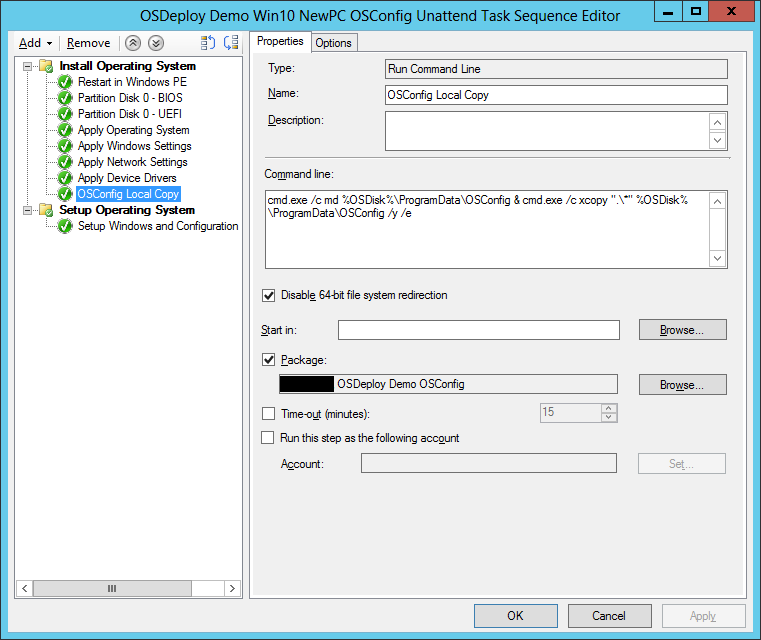 OSDeploy Demo Win10 NewPC OSConfig Unattend Task Sequence Editor
Add Remove
Install Operating System
Restart in Windows PE
Partition Disk 0 - BIOS
Partition Disk 0 - UEFI
Apply Operating System
Apply Windows Settings
Apply Network Settings
Apply Device Drivers
OSConfig Local Copy
Setup Operating System
Setup Windows and Configuration
Properties Options
Type: Run Command Line
Name: OSConfig Local Copy
Description:
Command line:
cmd.exe /c md %OSDisk%\ProgramData\OSConfig & cmd.exe /c xcopy ".\*" %OSDisk%
\ProgramData\OSConfig /y /e
Disable 64-bit file system redirection
Start in: Browse...
Package:
OSDeploy Demo OSConfig Browse...
Time-out (minutes): 15
Run this step as the following account
Account: Set...
OK Cancel Apply